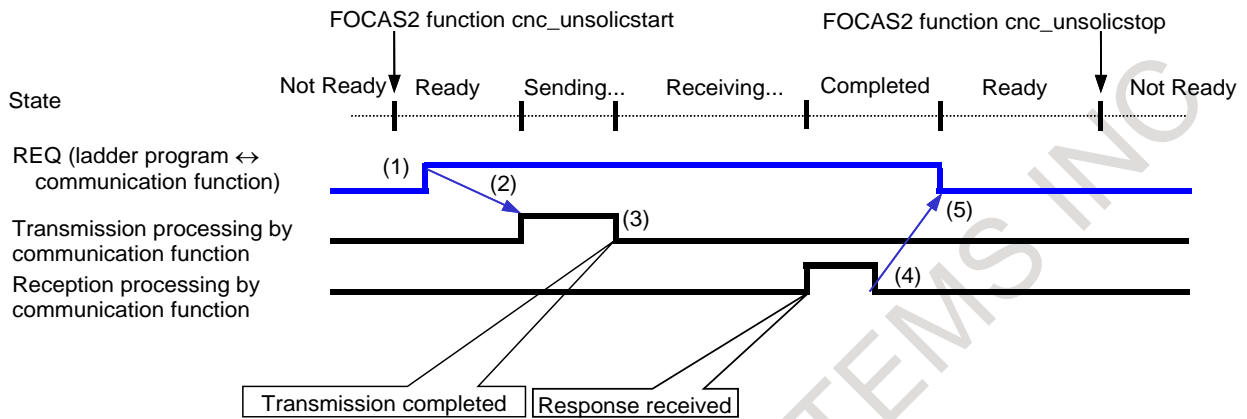 FOCAS2 function cnc_unsolicstart
FOCAS2 function cnc_unsolicstop
State
Not Ready
Ready
Sending...
Receiving...
Completed
Ready
Not Ready
REQ (ladder program ↔
communication function)
(1)
(2)
(3)
(5)
Transmission processing by
communication function
Reception processing by
communication function
(4)
Transmission completed
Response received
TEMS INC